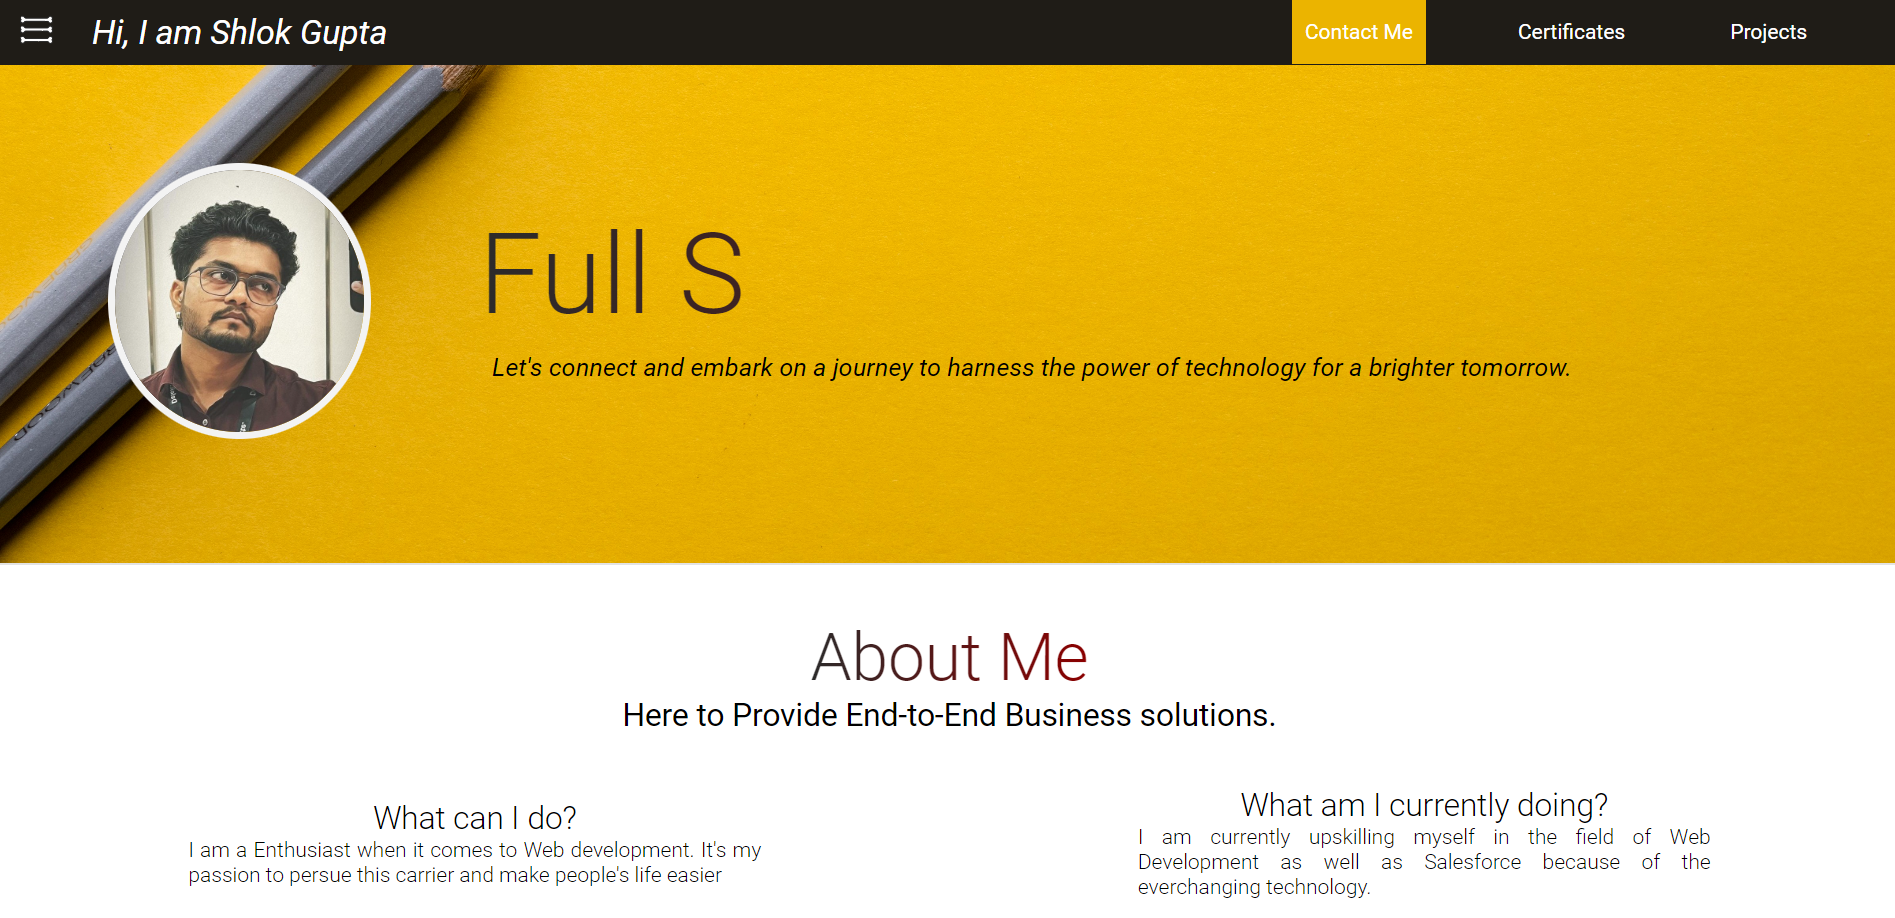 Hi, I am Shlok Gupta
Contact Me
Certificates
Projects
Full S
Let's connect and embark on a journey to harness the power of technology for a brighter tomorrow.
About Me
Here to Provide End-to-End Business solutions.
What can I do?
I am a Enthusiast when it comes to Web development. It's my
passion to persue this carrier and make people's life easier
What am I currently doing?
I am currently upskilling myself in the field of Web
Development as well as Salesforce because of the
everchanging technology.